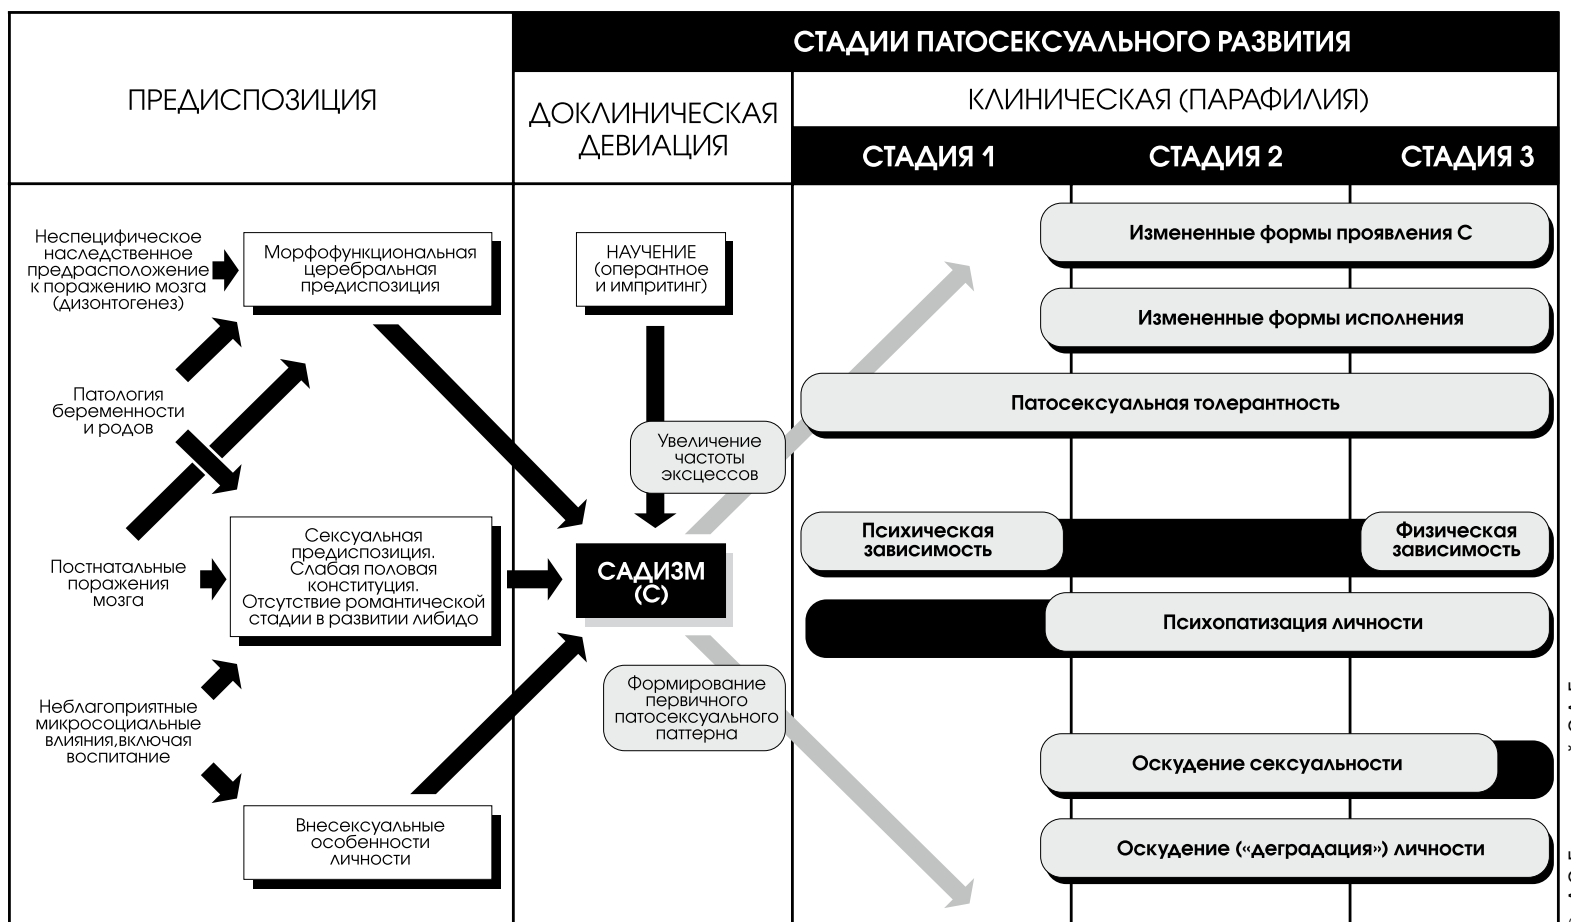 СТАДИИ ПАТОСЕКСУАЛЬНОГО РАЗВИТИЯ
ПРЕДИСПОЗИЦИЯ
ДОКЛИНИЧЕСКАЯ
ДЕВИАЦИЯ
КЛИНИЧЕСКАЯ (ПАРАФИЛИЯ)
СТАДИЯ 1
СТАДИЯ 2
СТАДИЯ 3
Неспецифическое
наследственное
предрасположение
к поражению мозга
(дизонтогенез)
Патология
беременности
и родов
Постнатальные
поражения
мозга
Неблагоприятные
микросоциальные
влияния,включая
воспитание
Морфофункциональная
церебральная
предиспозиция
Сексуальная
предиспозиция.
Слабая половая
конституция.
Отсутствие романтической
стадии в развитии либидо
Внесексуальные
особенности
личности
НАУЧЕНИЕ
(оперантное
и импритинг)
Увеличение
частоты
эксцессов
САДИЗМ
(С)
Формирование
первичного
патосексуального
паттерна
Измененные формы проявления С
Измененные формы исполнения
Патосексуальная толерантность
Психическая
зависимость
Физическая
зависимость
Психопатизация личности
Оскудение сексуальности
Оскудение («деградация») личности